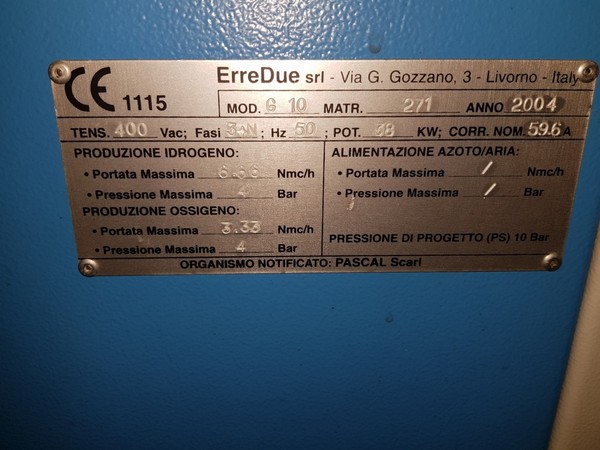 CE 1115
ErreDue srl - Via G. Gozzano, 3 - Livorno - Italy
MOD. G 10 MATR. 271 ANNO 2004
TENS. 400 Vac; Fasi 3+N; Hz 50; POT. 38 KW; CORR. NOM. 59.6 A
PRODUZIONE IDROGENO:
• Portata Massima 6.66 Nmc/h
• Pressione Massima 4 Bar
PRODUZIONE OSSIGENO:
• Portata Massima 3.33 Nmc/h
• Pressione Massima 4 Bar
ALIMENTAZIONE AZOTO/ARIA:
• Portata Massima / Nmc/h
• Pressione Massima / Bar
PRESSIONE DI PROGETTO (PS) 10 Bar
ORGANISMO NOTIFICATO: PASCAL Scarl